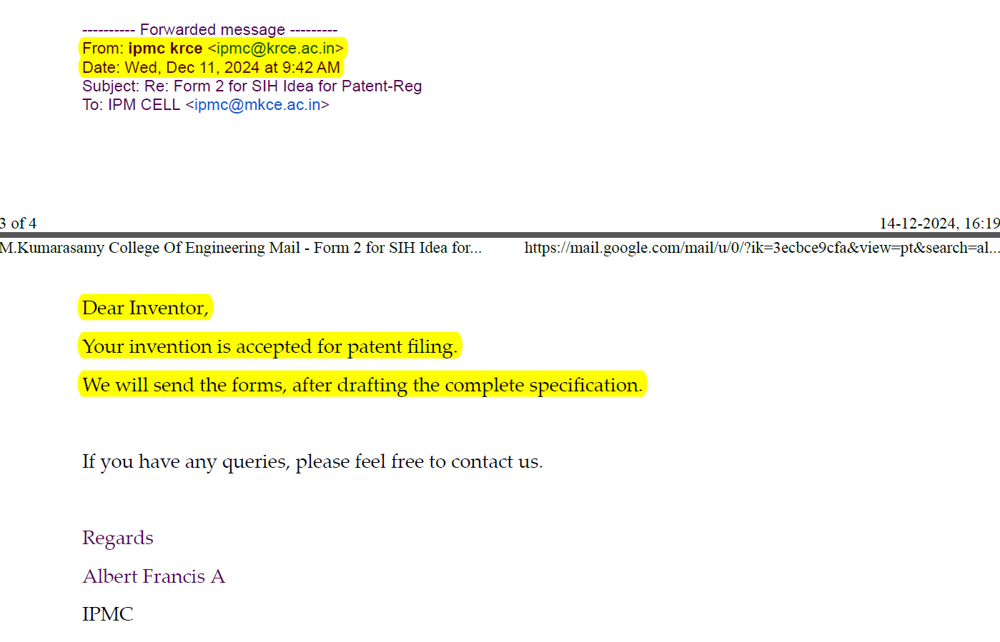 ---------- Forwarded message ---------
From: ipmc krce <ipmc@krce.ac.in>
Date: Wed, Dec 11, 2024 at 9:42 AM
Subject: Re: Form 2 for SIH Idea for Patent-Reg
To: IPM CELL <ipmc@mkce.ac.in>
3 of 4 14-12-2024, 16:19
M.Kumarasamy College Of Engineering Mail - Form 2 for SIH Idea for... https://mail.google.com/mail/u/0/?ik=3ecbce9cfa&view=pt&search=al...
Dear Inventor,
Your invention is accepted for patent filing.
We will send the forms, after drafting the complete specification.
If you have any queries, please feel free to contact us.
Regards
Albert Francis A
IPMC